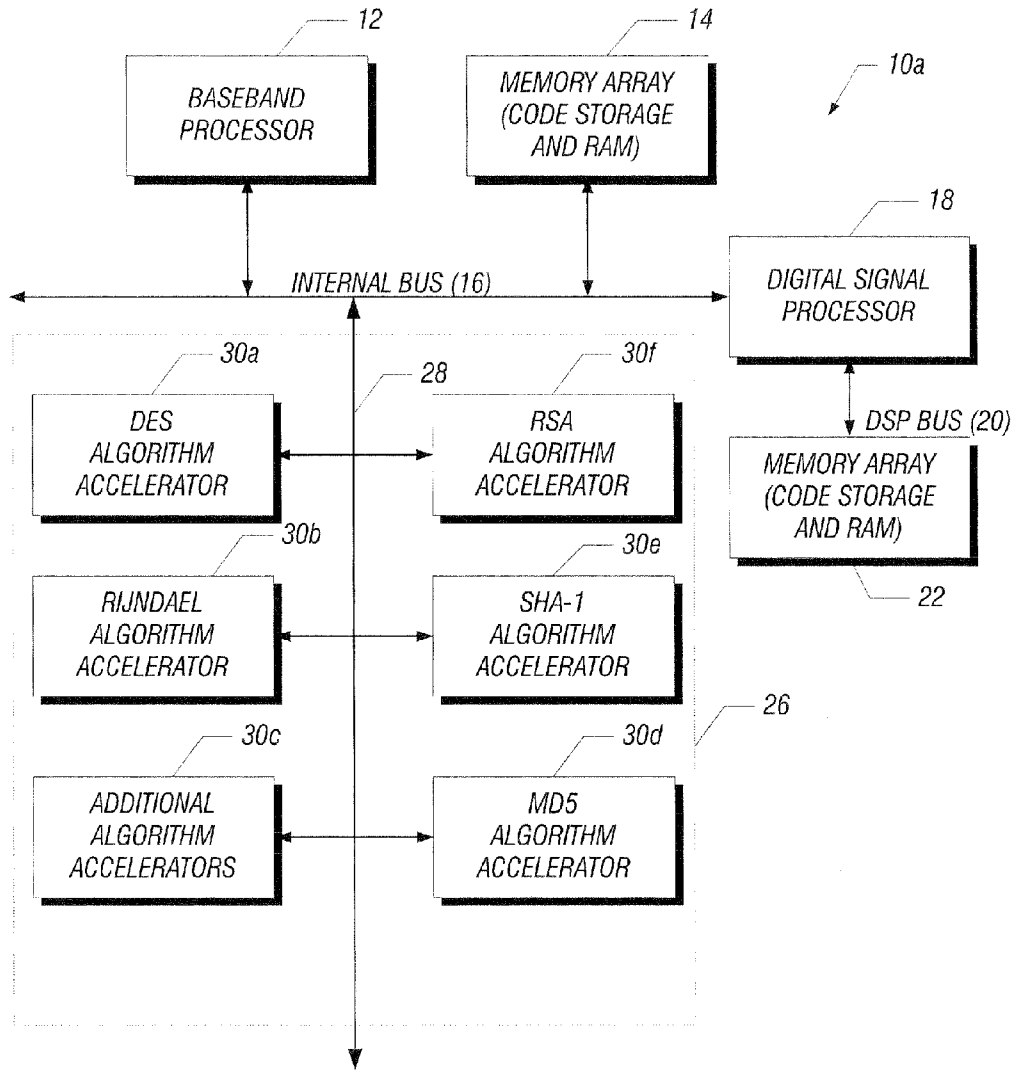 12
BASEBAND
PROCESSOR
14
MEMORY ARRAY
(CODE STORAGE
AND RAM)
10a
INTERNAL BUS (16)
18
DIGITAL SIGNAL
PROCESSOR
DSP BUS (20)
MEMORY ARRAY
(CODE STORAGE
AND RAM)
22
30a
DES
ALGORITHM
ACCELERATOR
28
30f
RSA
ALGORITHM
ACCELERATOR
30b
RIJNDAEL
ALGORITHM
ACCELERATOR
30e
SHA-1
ALGORITHM
ACCELERATOR
26
30c
ADDITIONAL
ALGORITHM
ACCELERATORS
30d
MD5
ALGORITHM
ACCELERATOR